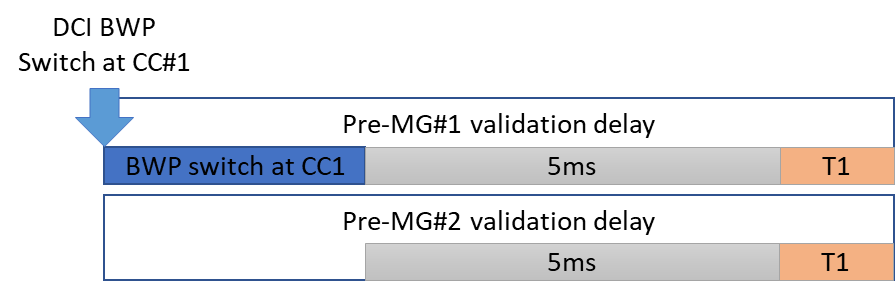 DCI BWP
Switch at CC#1
Pre-MG#1 validation delay
BWP switch at CC1
5ms
T1
Pre-MG#2 validation delay
5ms
T1